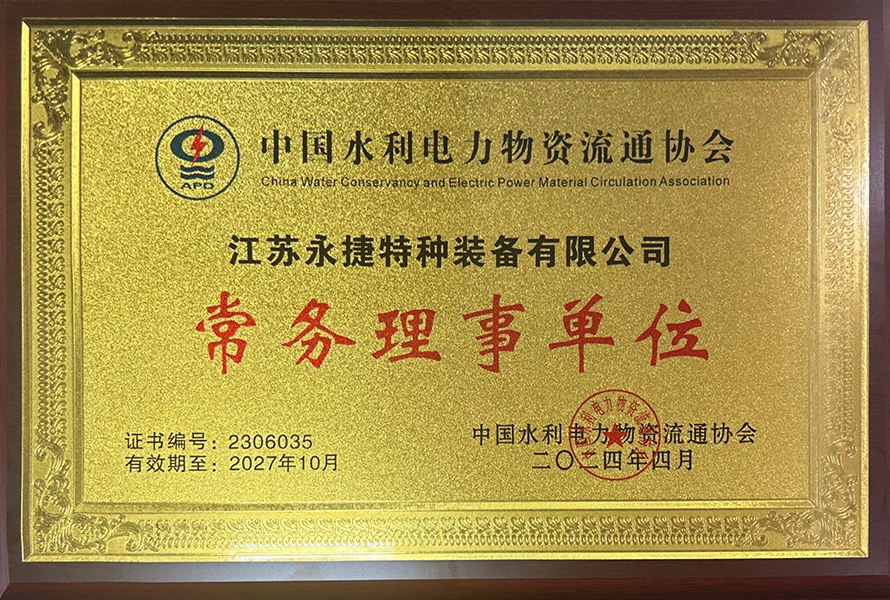 中国水利电力物资流通协会
China Water Conservancy and Electric Power Material Circulation Association
APD
江苏永捷特种装备有限公司
常务理事单位
证书编号：2306035
有效期至：2027年10月
中国水利电力物资流通协会
二〇二四年四月